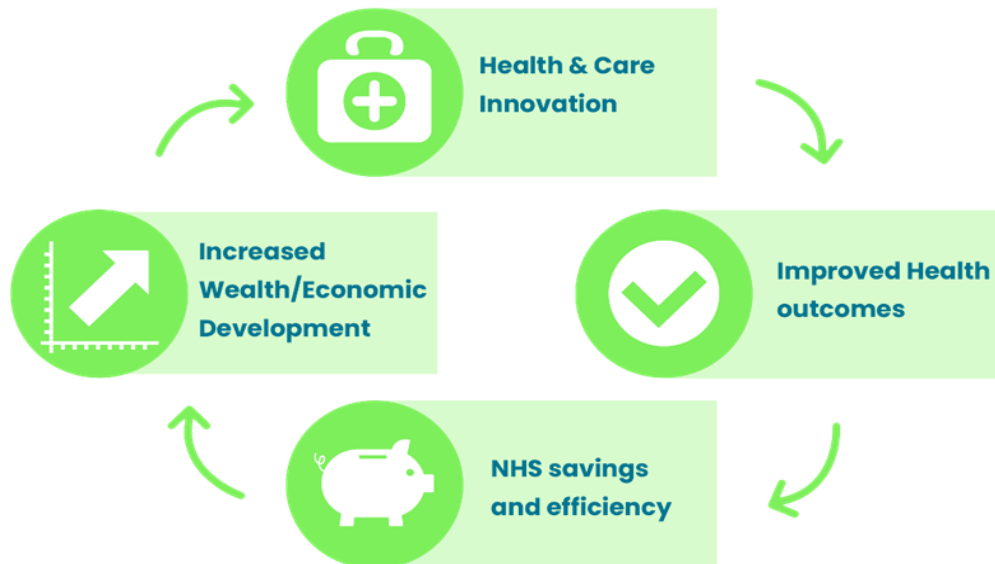 Health & Care
Innovation
Increased
Wealth/Economic
Development
Improved Health
outcomes
NHS savings
and efficiency